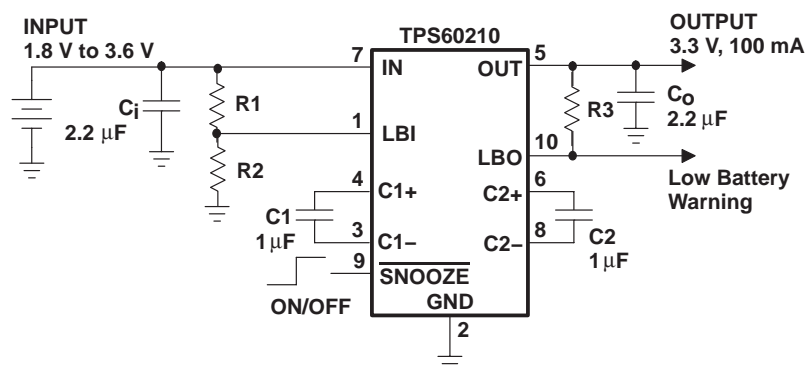 INPUT
1.8 V to 3.6 V
TPS60210
OUTPUT
3.3 V, 100 mA
7
IN
OUT
5
Ci
2.2 µF
R1
R2
1
LBI
R3
Co
2.2 µF
10
LBO
Low Battery
Warning
4
C1+
C2+
6
C1
1 µF
3
C1–
C2–
8
C2
1 µF
9
SNOOZE
ON/OFF
GND
2